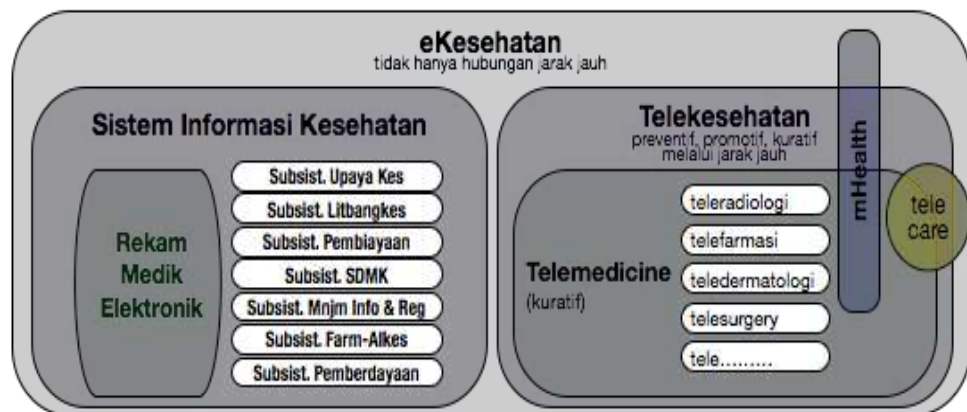 eKesehatan
tidak hanya hubungan jarak jauh
Sistem Informasi Kesehatan
Rekam
Medik
Elektronik
Subsist. Upaya Kes
Subsist. Litbangkes
Subsist. Pembiayaan
Subsist. SDMK
Subsist. Mnjm Info & Reg
Subsist. Farm-Alkes
Subsist. Pemberdayaan
Telekesehatan
preventif, promotif, kuratif
melalui jarak jauh
Telemedicine
(kuratif)
teleradiologi
telefarmasi
teledermatologi
telesurgery
tele.........
mHealth
tele
care